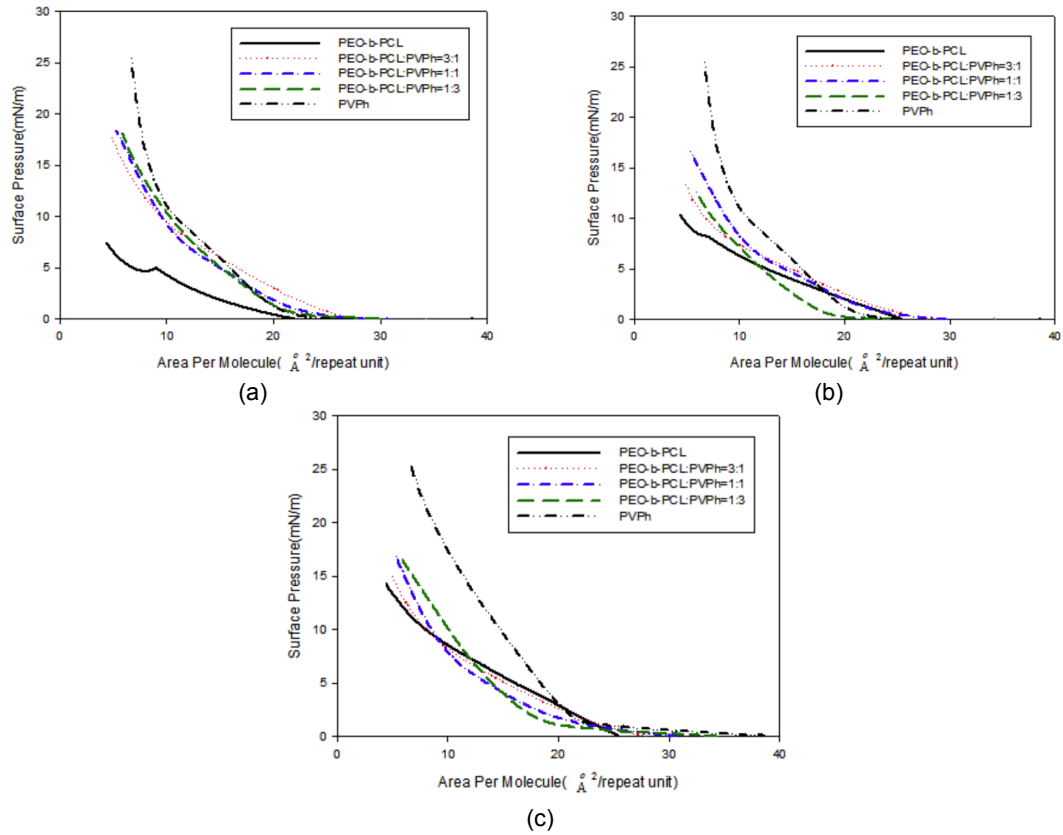 30
25
20
15
10
5
0
Surface Pressure(mN/m)
PEO-b-PCL
PEO-b-PCL:PVPh=3:1
PEO-b-PCL:PVPh=1:1
PEO-b-PCL:PVPh=1:3
PVPh
0 10 20 30 40
Area Per Molecule( Å ²/repeat unit)
(a)
30
25
20
15
10
5
0
Surface Pressure(mN/m)
PEO-b-PCL
PEO-b-PCL:PVPh=3:1
PEO-b-PCL:PVPh=1:1
PEO-b-PCL:PVPh=1:3
PVPh
0 10 20 30 40
Area Per Molecule( Å ²/repeat unit)
(b)
30
25
20
15
10
5
0
Surface Pressure(mN/m)
PEO-b-PCL
PEO-b-PCL:PVPh=3:1
PEO-b-PCL:PVPh=1:1
PEO-b-PCL:PVPh=1:3
PVPh
0 10 20 30 40
Area Per Molecule( Å ²/repeat unit)
(c)